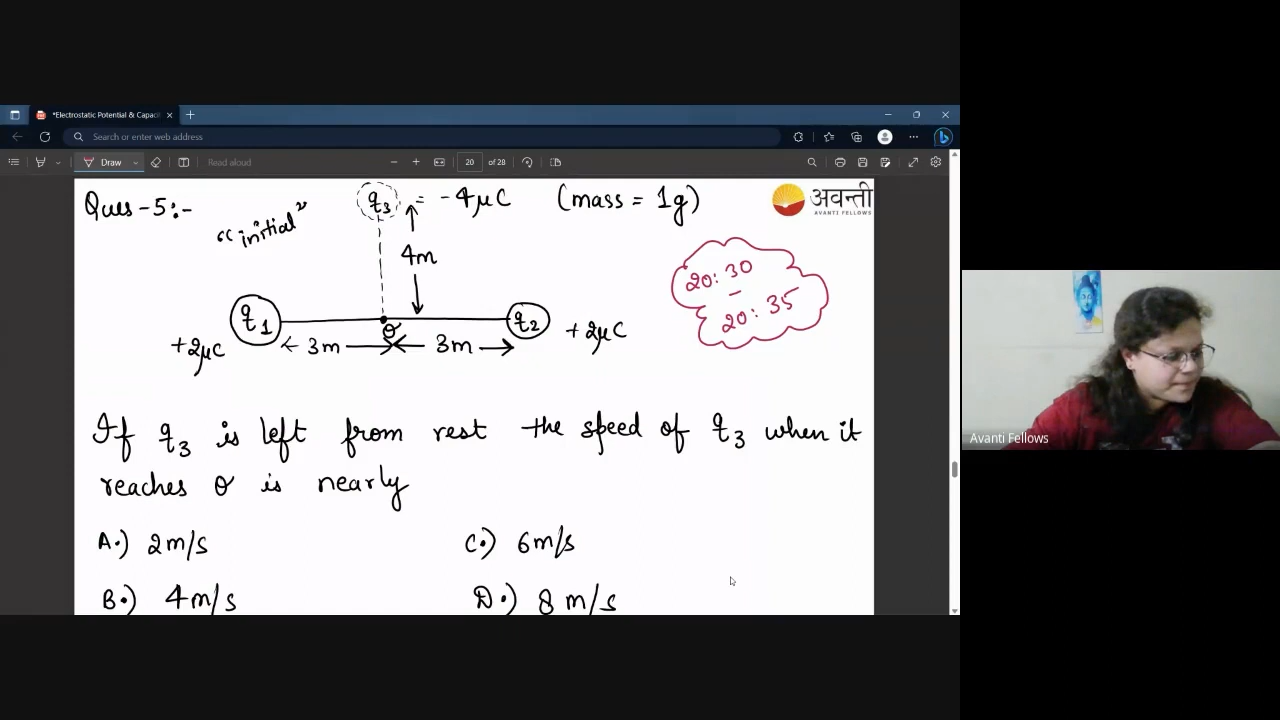 *Electrostatic Potential & Capaci
Search or enter web address
Draw
Read aloud
20 of 28
Ques-5:-
q3 = -4μC (mass = 1g)
अवन्ती
AVANTI FELLOWS
"initial"
4m
20:30
–
20:35
q1
q2
O
+2μC
3m
3m
+2μC
If q3 is left from rest the speed of q3 when it
reaches O is nearly
A.) 2m/s
C.) 6m/s
B.) 4m/s
D.) 8m/s
Avanti Fellows